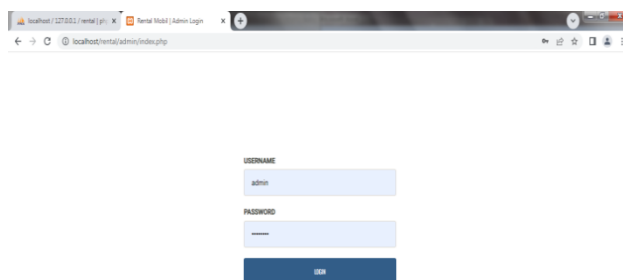 localhost / 127.0.0.1 / rental | ph
Rental Mobil | Admin Login
localhost/rental/admin/index.php
USERNAME
admin
PASSWORD
••••••••
LOGIN